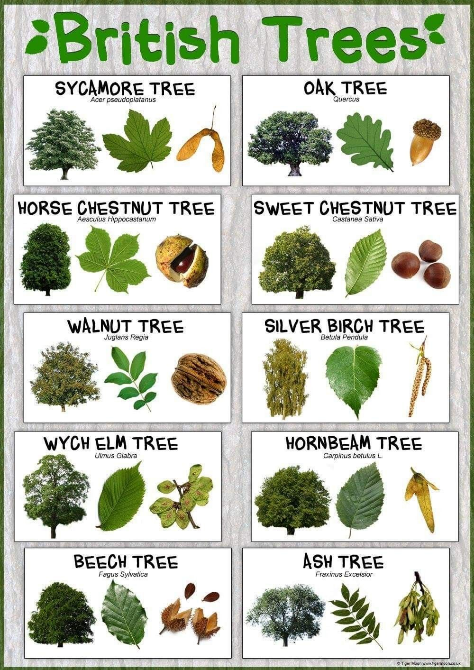 British Trees
SYCAMORE TREE
Acer pseudoplatanus
OAK TREE
Quercus
HORSE CHESTNUT TREE
Aesculus Hippocastanum
SWEET CHESTNUT TREE
Castanea Sativa
WALNUT TREE
Juglans Regia
SILVER BIRCH TREE
Betula Pendula
WYCH ELM TREE
Ulmus Glabra
HORNBEAM TREE
Carpinus betulus L.
BEECH TREE
Fagus Sylvatica
ASH TREE
Fraxinus Excelsior